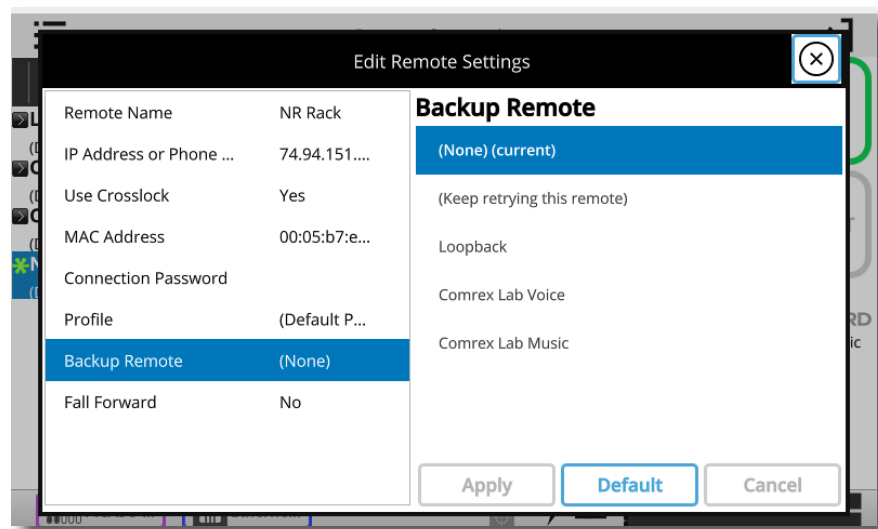 Edit Remote Settings
Remote Name NR Rack
IP Address or Phone ... 74.94.151....
Use Crosslock Yes
MAC Address 00:05:b7:e...
Connection Password
Profile (Default P...
Backup Remote (None)
Fall Forward No
Backup Remote
(None) (current)
(Keep retrying this remote)
Loopback
Comrex Lab Voice
Comrex Lab Music
Apply Default Cancel